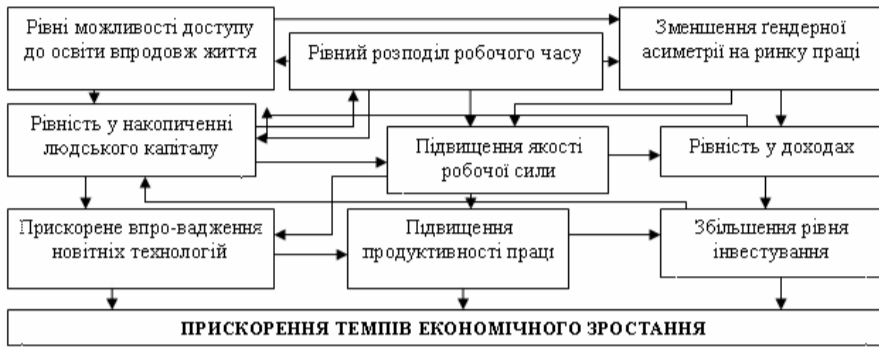 Рівні можливості доступу
до освіти впродовж життя
Рівний розподіл робочого часу
Зменшення ґендерної
асиметрії на ринку праці
Рівність у накопиченні
людського капіталу
Підвищення якості
робочої сили
Рівність у доходах
Прискорене впро-вадження
новітніх технологій
Підвищення
продуктивності праці
Збільшення рівня
інвестування
ПРИСКОРЕННЯ ТЕМПІВ ЕКОНОМІЧНОГО ЗРОСТАННЯ